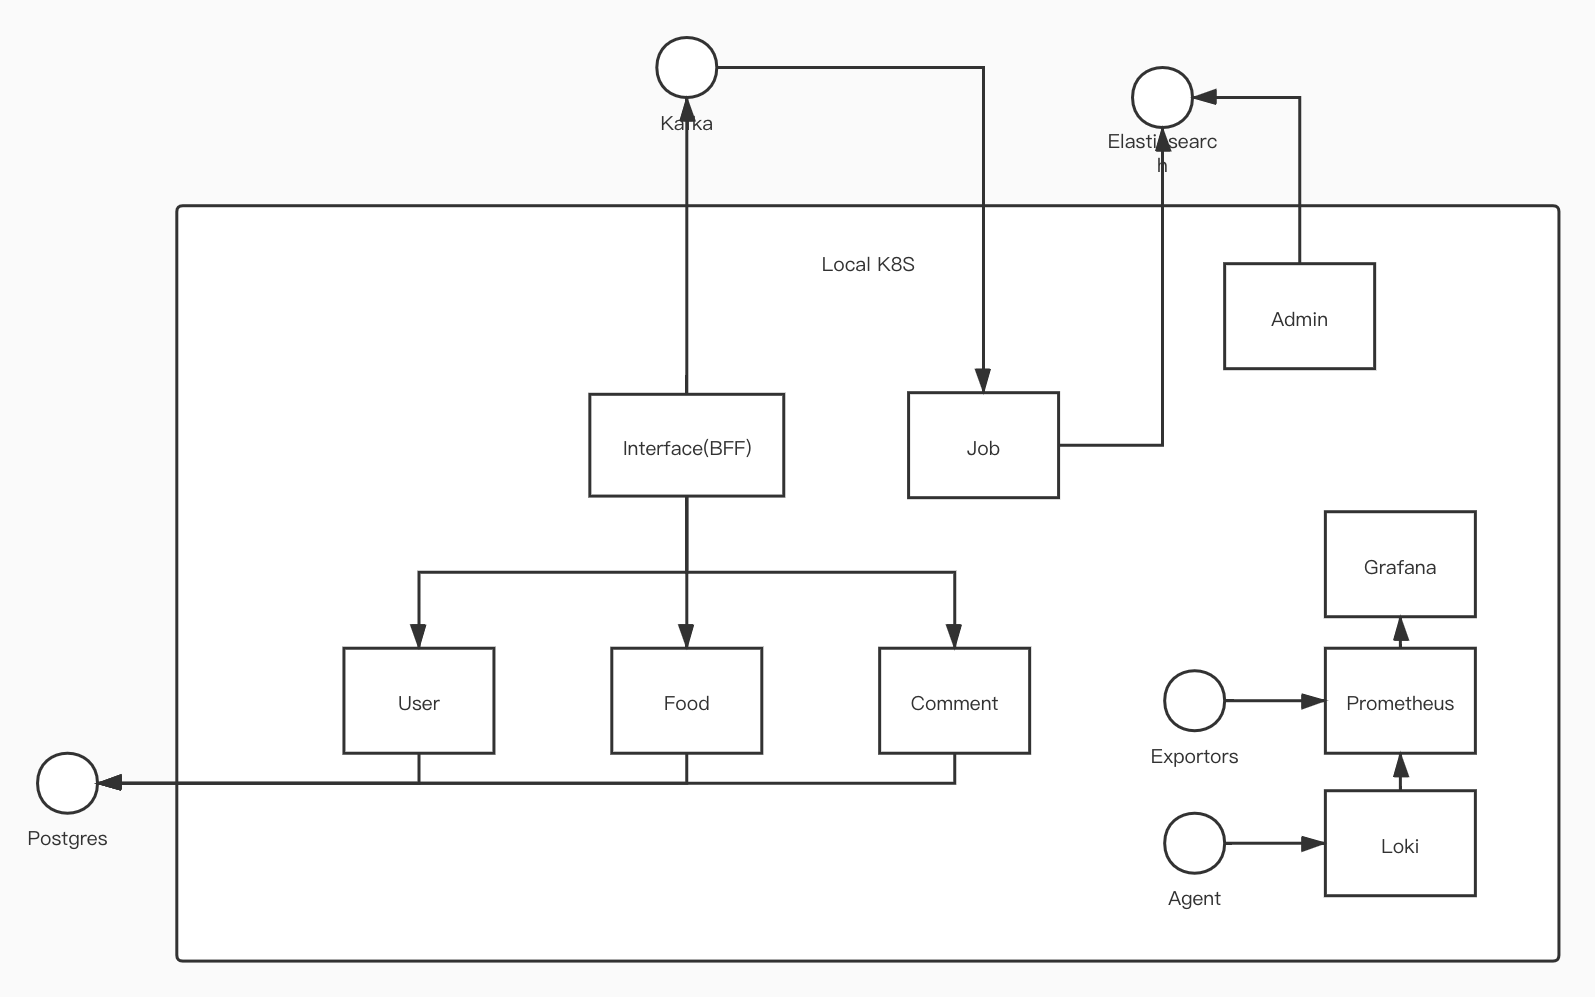 Kafka
Elasticsearc
h
Local K8S
Admin
Interface(BFF)
Job
Grafana
User
Food
Comment
Prometheus
Exportors
Postgres
Loki
Agent